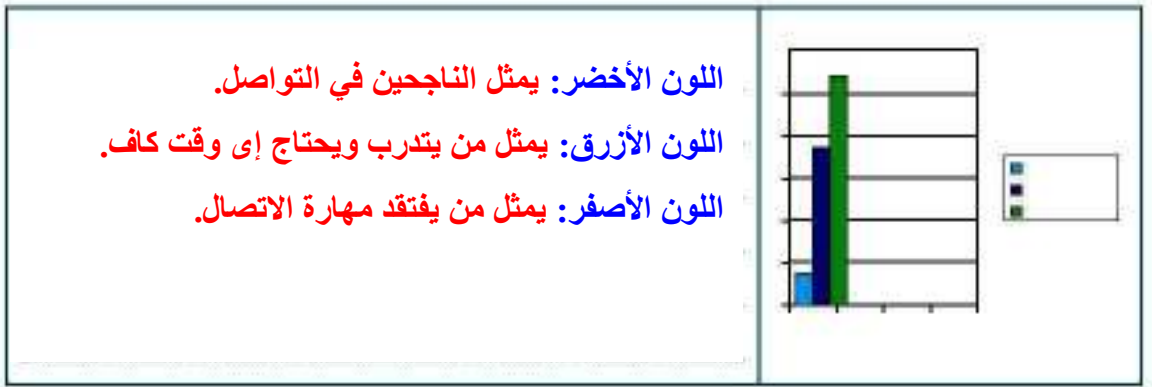 اللون الأخضر: يمثل الناجحين في التواصل.
اللون الأزرق: يمثل من يتدرب ويحتاج إى وقت كاف.
اللون الأصفر: يمثل من يفتقد مهارة الاتصال.